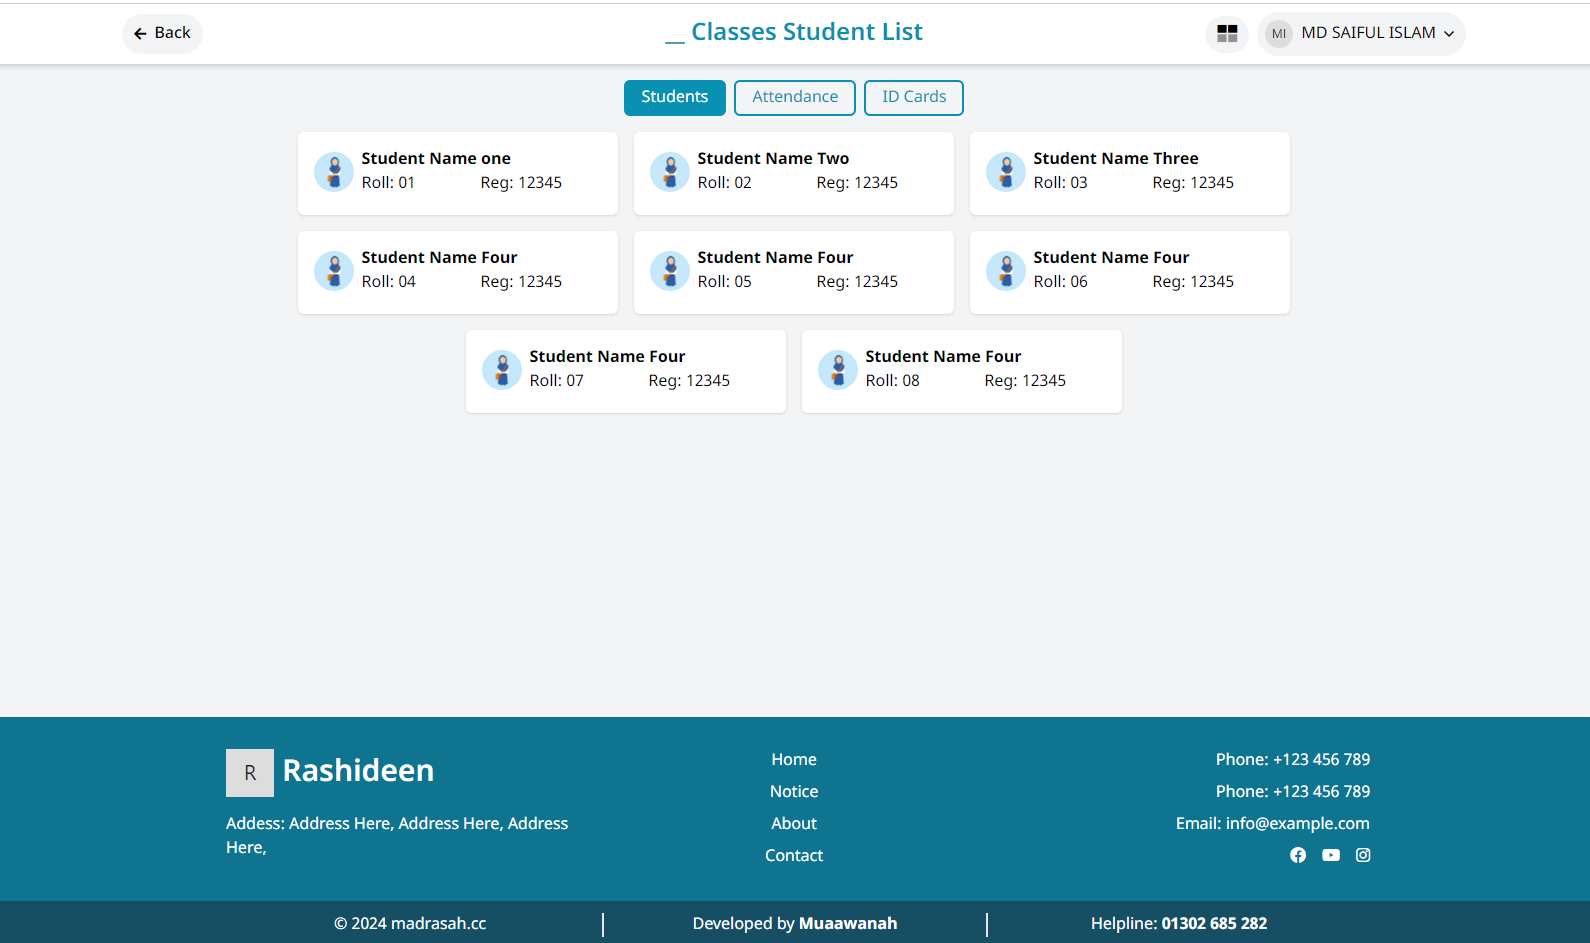 Back
__ Classes Student List
MI MD SAIFUL ISLAM
Students Attendance ID Cards
Student Name one
Roll: 01 Reg: 12345
Student Name Two
Roll: 02 Reg: 12345
Student Name Three
Roll: 03 Reg: 12345
Student Name Four
Roll: 04 Reg: 12345
Student Name Four
Roll: 05 Reg: 12345
Student Name Four
Roll: 06 Reg: 12345
Student Name Four
Roll: 07 Reg: 12345
Student Name Four
Roll: 08 Reg: 12345
R Rashideen
Addess: Address Here, Address Here, Address
Here,
Home
Notice
About
Contact
Phone: +123 456 789
Phone: +123 456 789
Email: info@example.com
© 2024 madrasah.cc
Developed by Muaawanah
Helpline: 01302 685 282